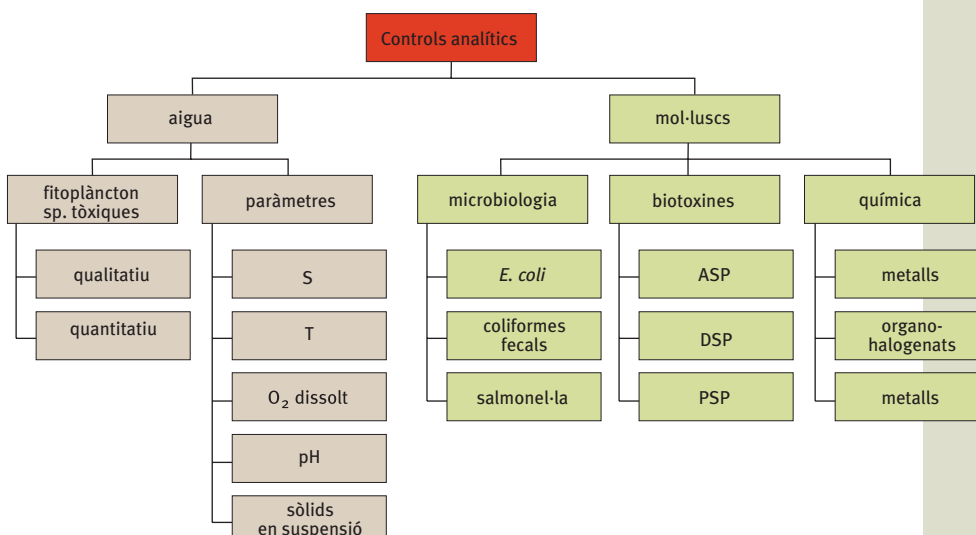 Controls analítics
aigua
mol·luscs
fitoplàncton
sp. tòxiques
paràmetres
microbiologia
biotoxines
química
qualitatiu
S
E. coli
ASP
metalls
quantitatiu
T
coliformes
fecals
DSP
organo-
halogenats
O₂ dissolt
salmonel·la
PSP
metalls
pH
sòlids
en suspensió